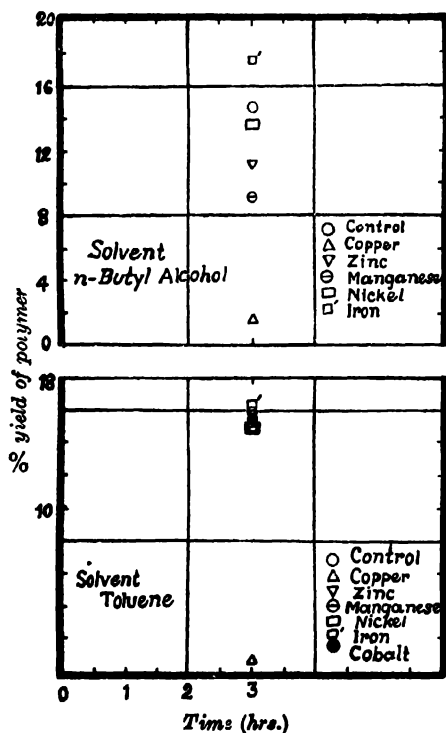 20
16
12
8
4
0
Solvent
n-Butyl Alcohol
Control
Copper
Zinc
Manganese
Nickel
Iron
% yield of polymer
18
10
Solvent
Toluene
Control
Copper
Zinc
Manganese
Nickel
Iron
Cobalt
0 1 2 3
Time (hrs.)